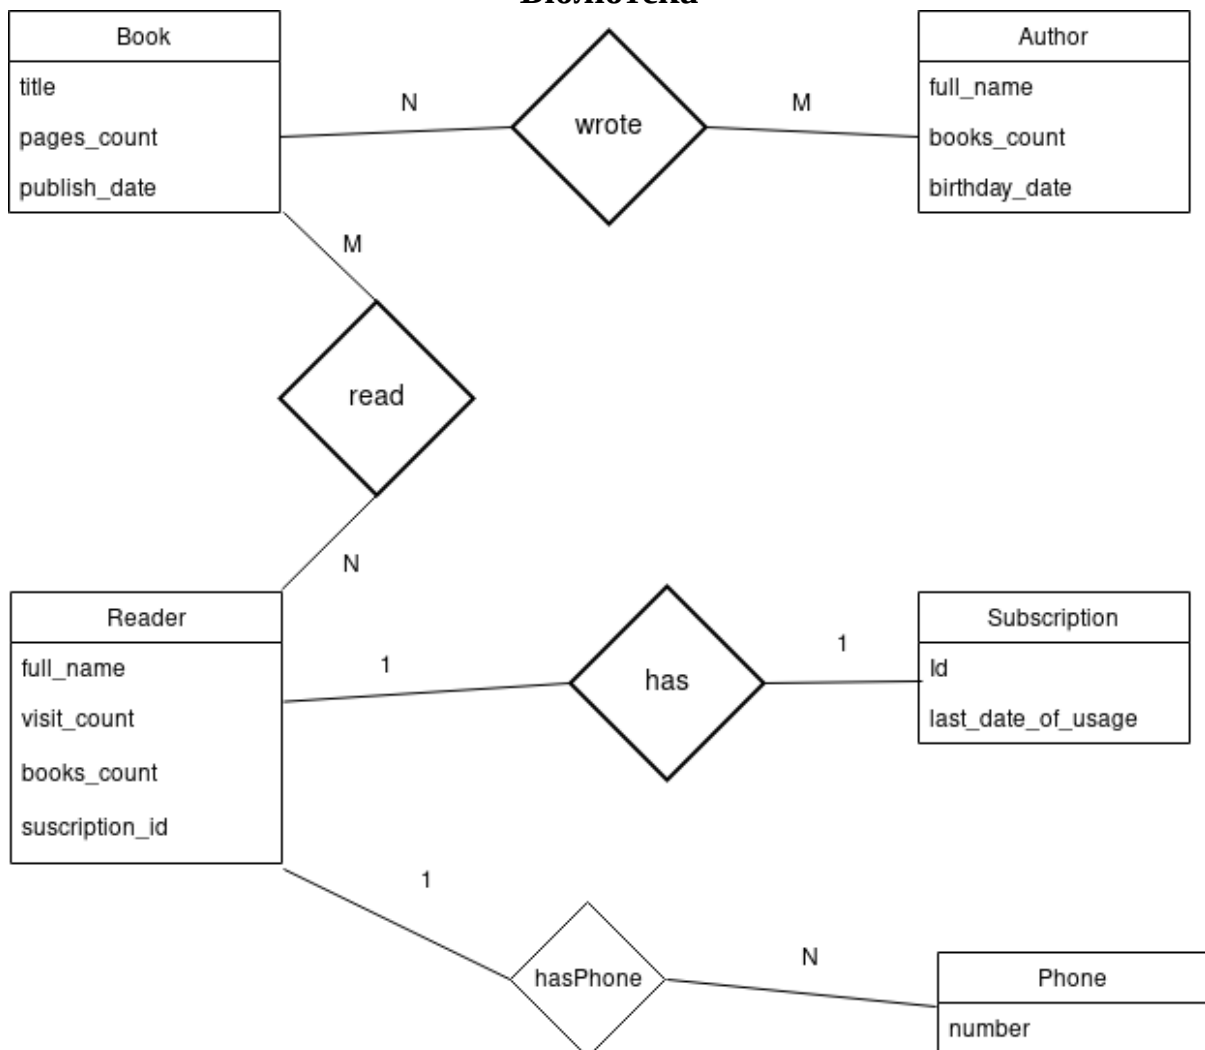 Бібліотека
Book
title
pages_count
publish_date
N
wrote
M
Author
full_name
books_count
birthday_date
M
read
N
Reader
full_name
visit_count
books_count
suscription_id
1
has
1
Subscription
Id
last_date_of_usage
1
hasPhone
N
Phone
number